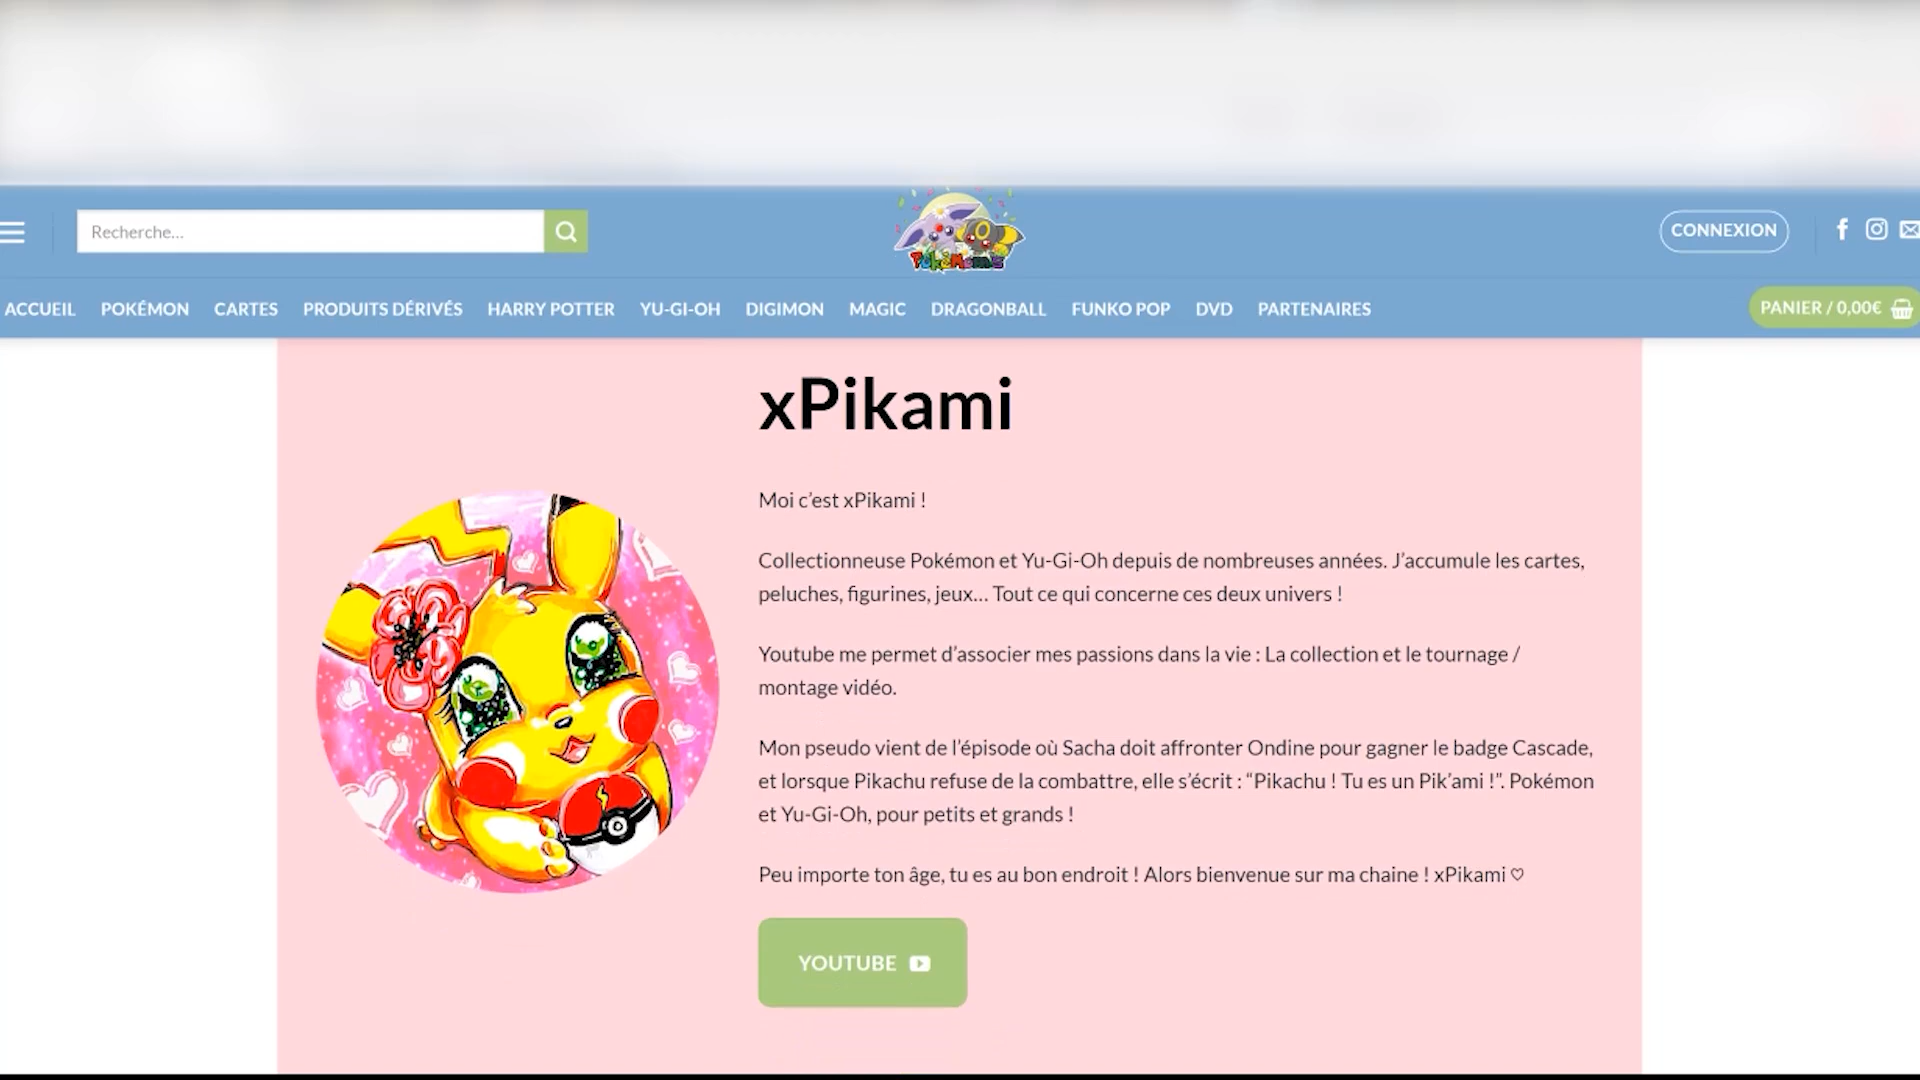 Recherche...
PokéMoms
CONNEXION
ACCUEIL POKÉMON CARTES PRODUITS DÉRIVÉS HARRY POTTER YU-GI-OH DIGIMON MAGIC DRAGONBALL FUNKO POP DVD PARTENAIRES PANIER / 0,00€
xPikami
Moi c’est xPikami !
Collectionneuse Pokémon et Yu-Gi-Oh depuis de nombreuses années. J’accumule les cartes,
peluches, figurines, jeux… Tout ce qui concerne ces deux univers !
Youtube me permet d’associer mes passions dans la vie : La collection et le tournage /
montage vidéo.
Mon pseudo vient de l’épisode où Sacha doit affronter Ondine pour gagner le badge Cascade,
et lorsque Pikachu refuse de la combattre, elle s’écrit : “Pikachu ! Tu es un Pik’ami !”. Pokémon
et Yu-Gi-Oh, pour petits et grands !
Peu importe ton âge, tu es au bon endroit ! Alors bienvenue sur ma chaine ! xPikami ♡
YOUTUBE